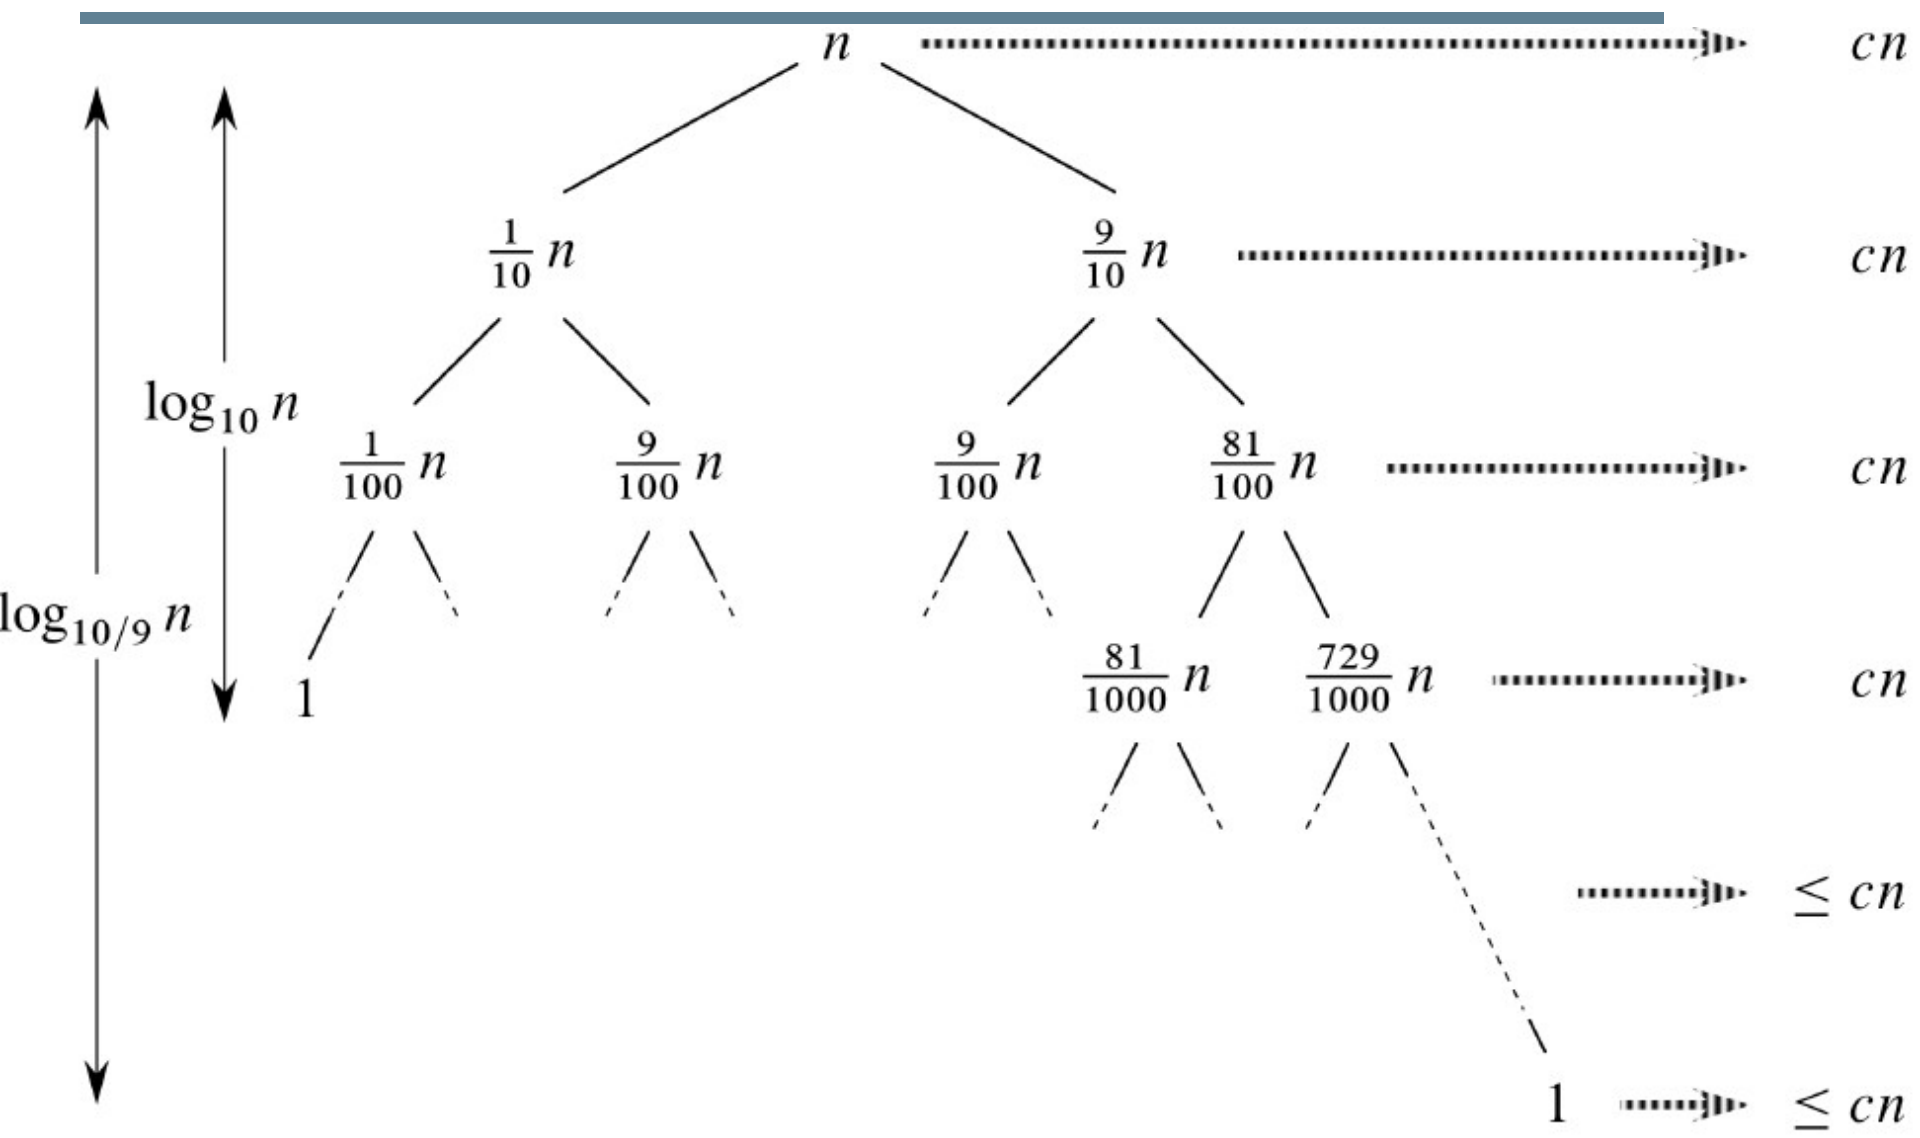 n cn
1/10 n 9/10 n cn
log₁₀ n
1/100 n 9/100 n 9/100 n 81/100 n cn
log₁₀/₉ n
1 81/1000 n 729/1000 n cn
≤ cn
1 ≤ cn